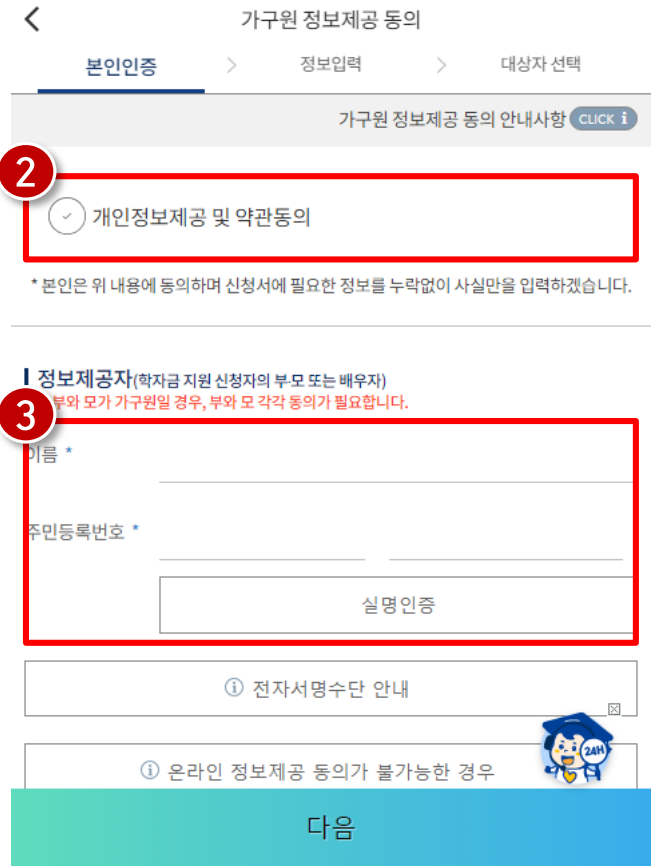 가구원 정보제공 동의
본인인증 > 정보입력 > 대상자 선택
가구원 정보제공 동의 안내사항 CLICK i
2
개인정보제공 및 약관동의
* 본인은 위 내용에 동의하며 신청서에 필요한 정보를 누락없이 사실만을 입력하겠습니다.
정보제공자(학자금 지원 신청자의 부·모 또는 배우자)
부와 모가 가구원일 경우, 부와 모 각각 동의가 필요합니다.
3
이름 *
주민등록번호 *
실명인증
전자서명수단 안내
24H
온라인 정보제공 동의가 불가능한 경우
다음